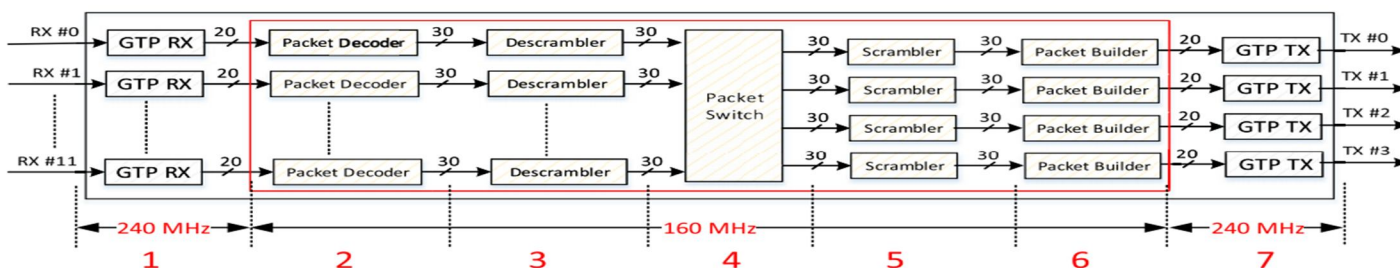 RX #0 GTP RX 20 Packet Decoder 30 Descrambler 30 30 Scrambler 30 Packet Builder 20 GTP TX TX #0
RX #1 GTP RX 20 Packet Decoder 30 Descrambler 30 Packet Switch 30 Scrambler 30 Packet Builder 20 GTP TX TX #1
30 Scrambler 30 Packet Builder 20 GTP TX TX #2
RX #11 GTP RX 20 Packet Decoder 30 Descrambler 30 30 Scrambler 30 Packet Builder 20 GTP TX TX #3
240 MHz 160 MHz 240 MHz
1 2 3 4 5 6 7